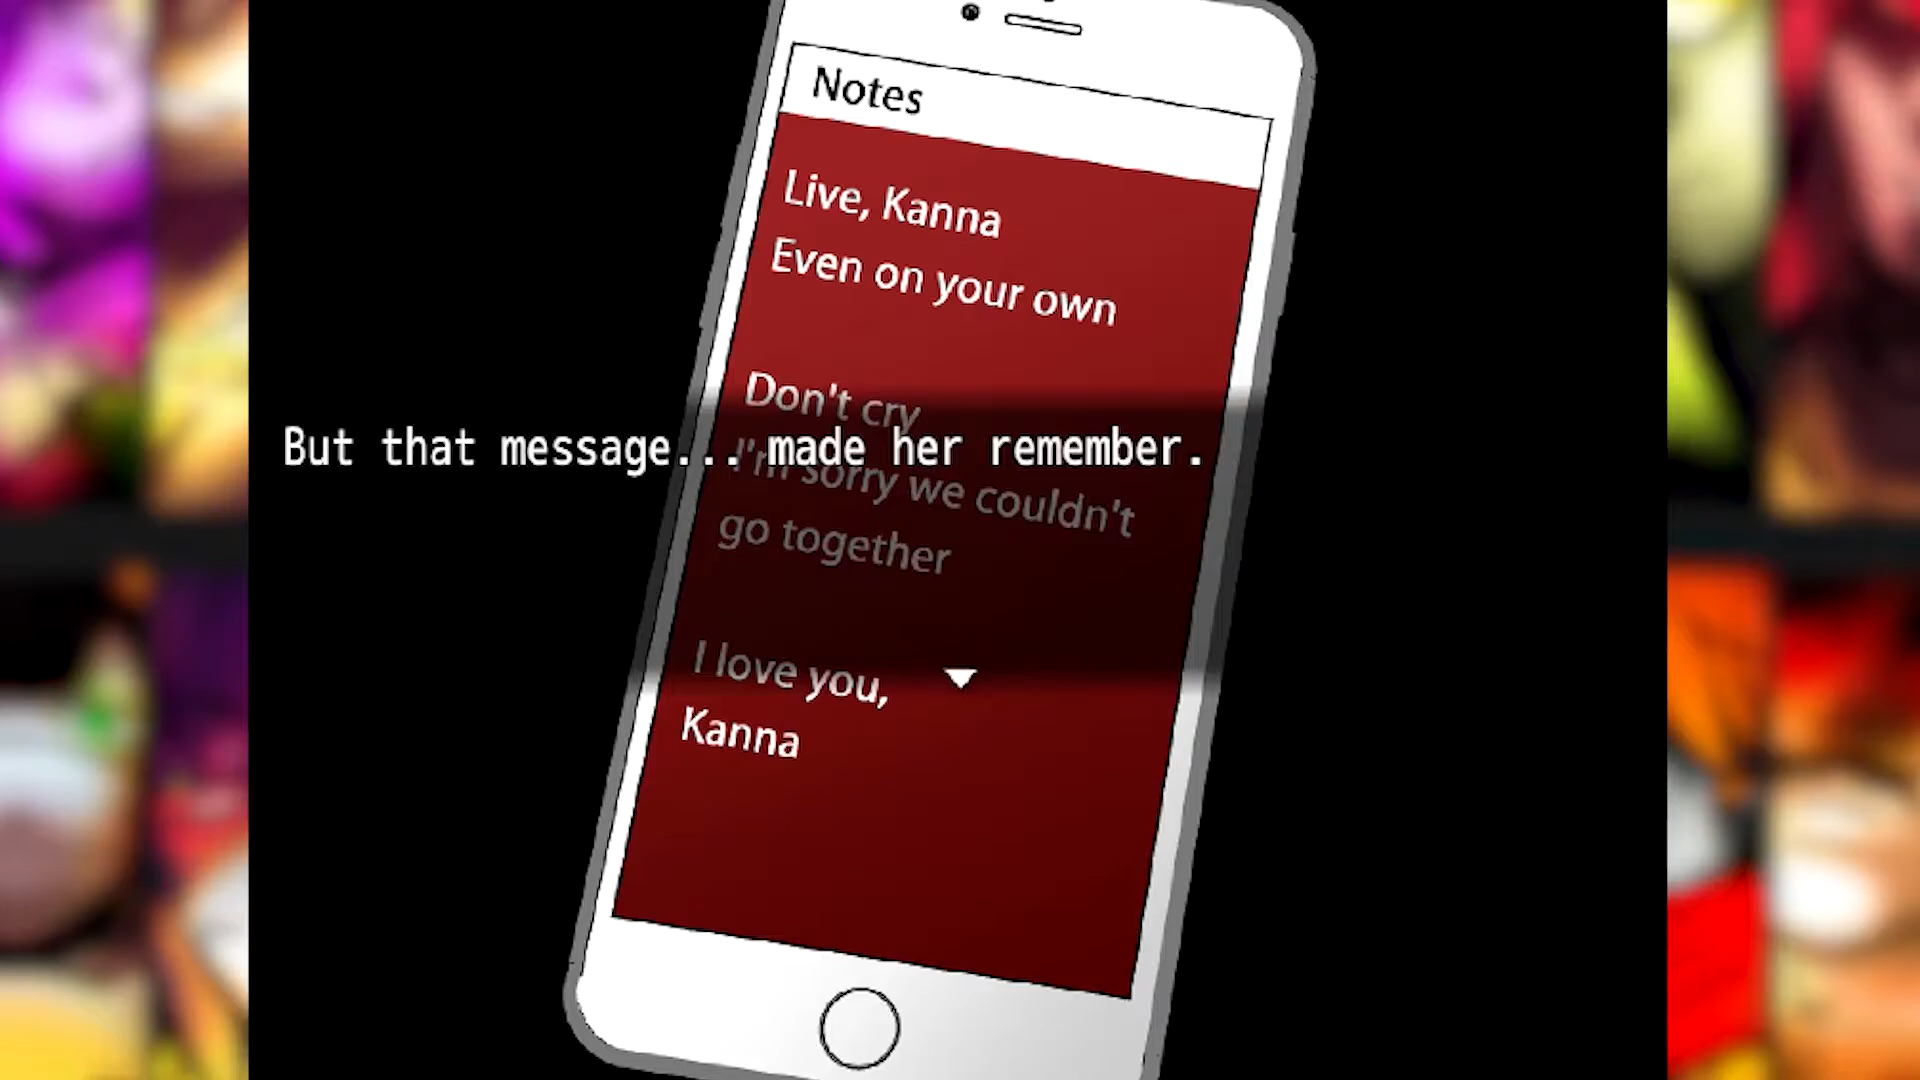 Notes
Live, Kanna
Even on your own
Don't cry
But that message... made her remember.
I'm sorry we couldn't
go together
I love you,
Kanna